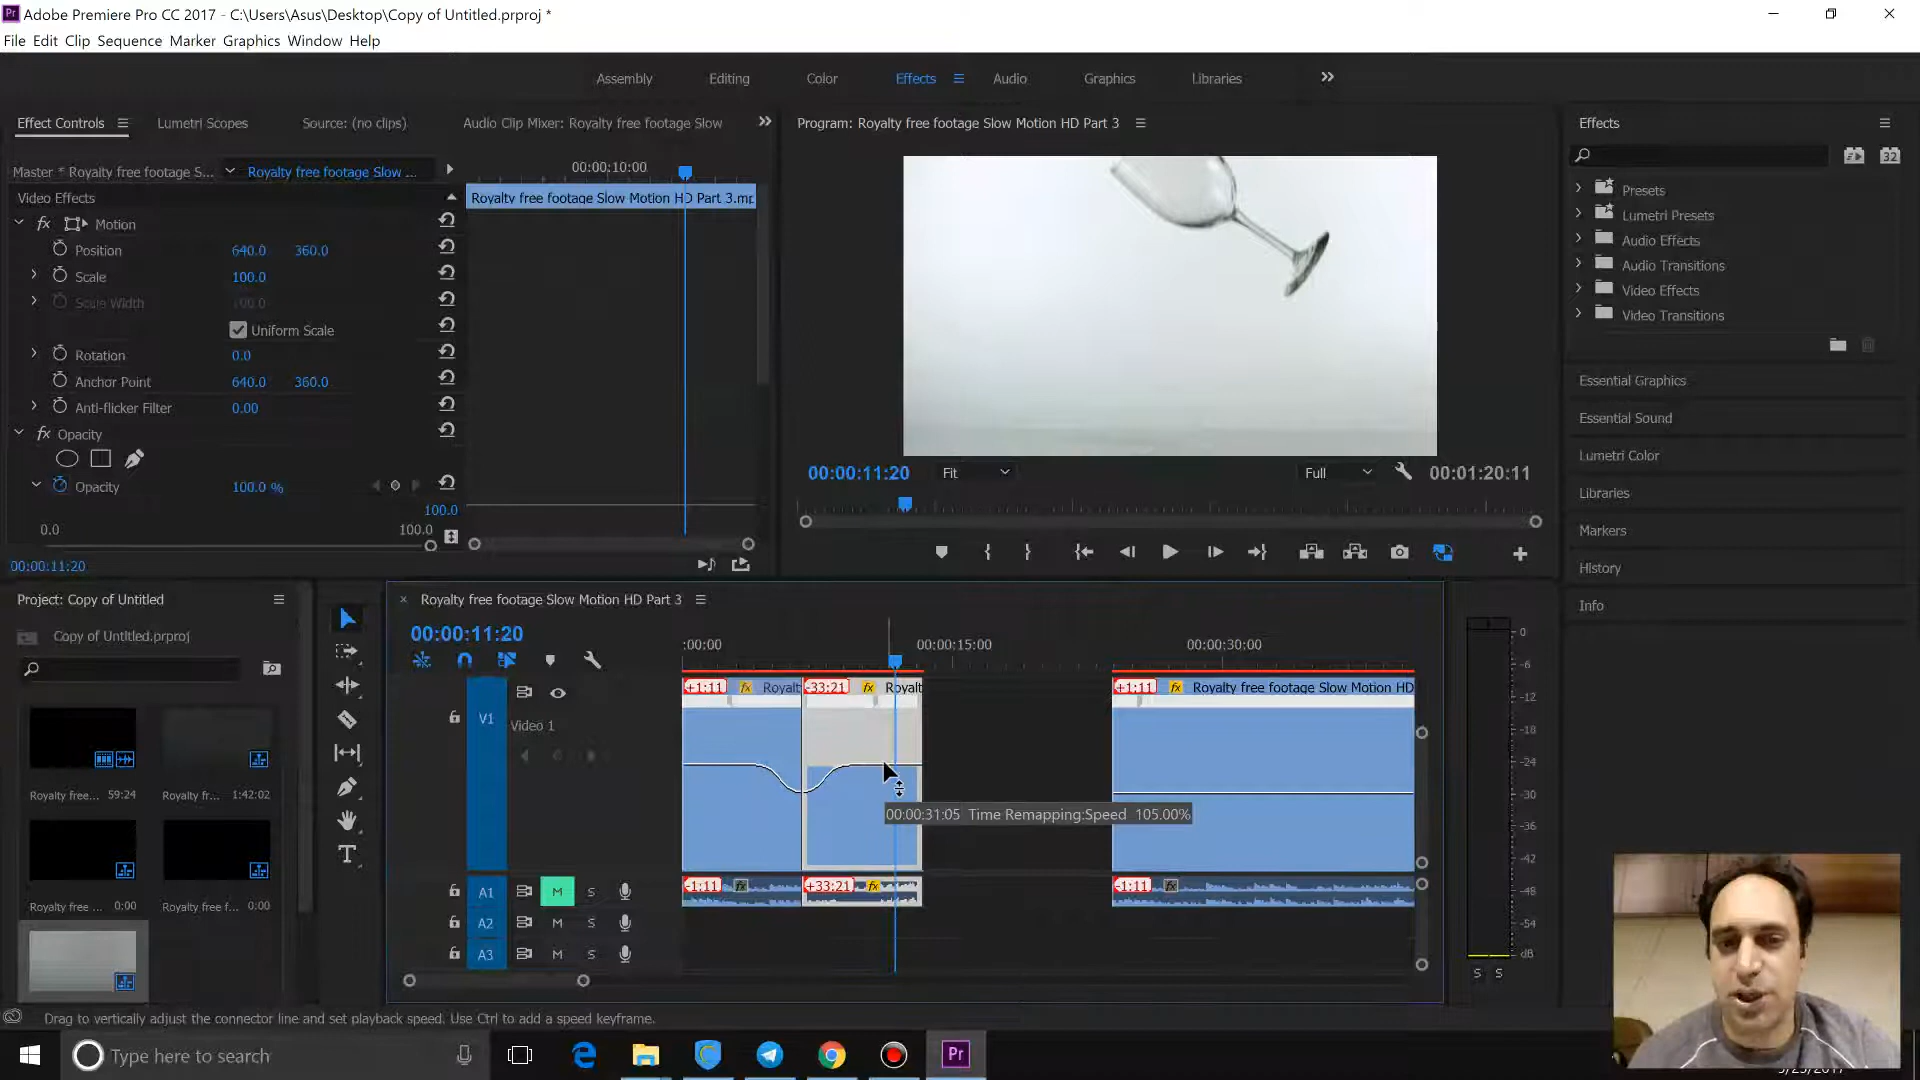 Adobe Premiere Pro CC 2017 - C:\Users\Asus\Desktop\Copy of Untitled.prproj *
File Edit Clip Sequence Marker Graphics Window Help
Assembly Editing Color Effects Audio Graphics Libraries
Effect Controls Lumetri Scopes Source: (no clips) Audio Clip Mixer: Royalty free footage Slow
Program: Royalty free footage Slow Motion HD Part 3
Effects
Master * Royalty free footage S... Royalty free footage Slow ...
00:00:10:00
Royalty free footage Slow Motion HD Part 3.mp
Video Effects
Motion
Position 640.0 360.0
Scale 100.0
Scale Width 100.0
Uniform Scale
Rotation 0.0
Anchor Point 640.0 360.0
Anti-flicker Filter 0.00
Opacity
Opacity 100.0 %
100.0
0.0 100.0
00:00:11:20
00:00:11:20 Fit Full 00:01:20:11
32
Presets
Lumetri Presets
Audio Effects
Audio Transitions
Video Effects
Video Transitions
Essential Graphics
Essential Sound
Lumetri Color
Libraries
Markers
History
Info
Project: Copy of Untitled
Copy of Untitled.prproj
Royalty free... 59:24 Royalty fr... 1:42:02
Royalty free ... 0:00 Royalty free f... 0:00
Royalty free footage Slow Motion HD Part 3
00:00:11:20
:00:00 00:00:15:00 00:00:30:00
V1 Video 1
+1:11 fx Royalt -33:21 fx Royalt +1:11 fx Royalty free footage Slow Motion HD
00:00:31:05 Time Remapping:Speed 105.00%
A1 M S -1:11 fx +33:21 fx -1:11 fx
A2 M S
A3 M S
0
-6
-12
-18
-24
-30
-36
-42
-48
-54
dB
S S
Drag to vertically adjust the connector line and set playback speed. Use Ctrl to add a speed keyframe.
Type here to search
Pr